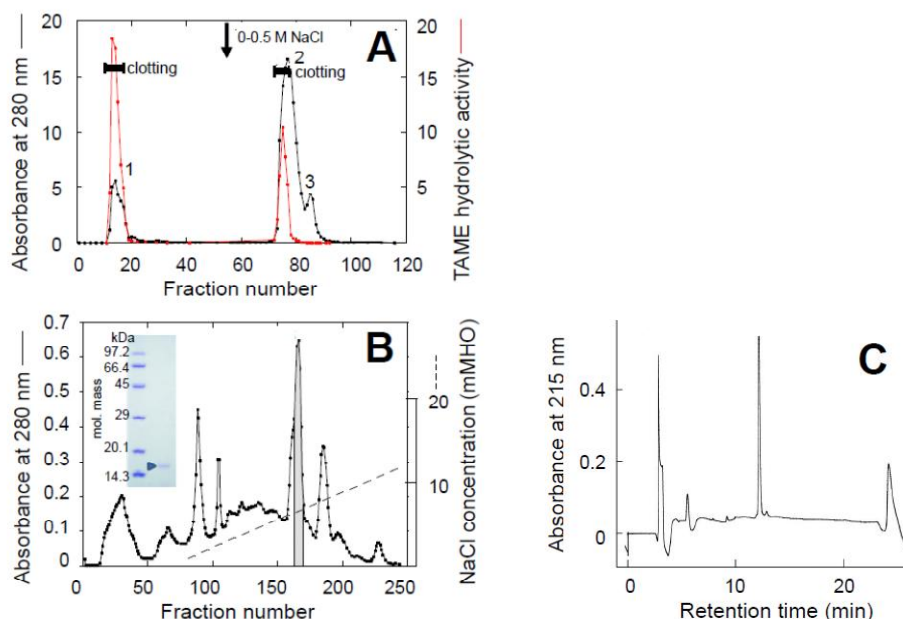 A
Absorbance at 280 nm
20
15
10
5
0
0-0.5 M NaCl
clotting
1
2
clotting
3
20
15
10
5
TAME hydrolytic activity
0 20 40 60 80 100 120
Fraction number
B
Absorbance at 280 nm
0.7
0.6
0.5
0.4
0.3
0.2
0.1
0
kDa
97.2
66.4
45
29
20.1
14.3
mol. mass
20
10
0
NaCl concentration (mMHO)
0 50 100 150 200 250
Fraction number
C
Absorbance at 215 nm
0.4
0.2
0
0 10 20
Retention time (min)